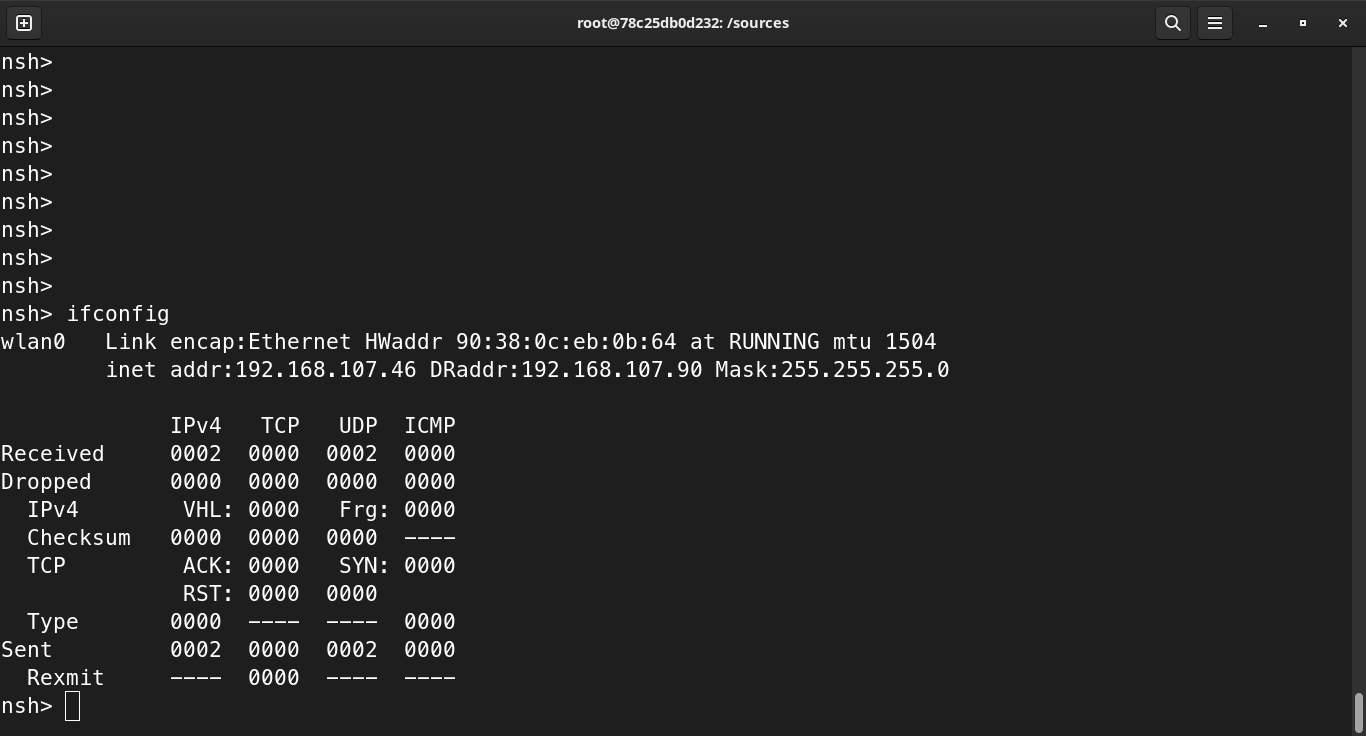 root@78c25db0d232: /sources
nsh>
nsh>
nsh>
nsh>
nsh>
nsh>
nsh>
nsh>
nsh>
nsh> ifconfig
wlan0   Link encap:Ethernet HWaddr 90:38:0c:eb:0b:64 at RUNNING mtu 1504
        inet addr:192.168.107.46 DRaddr:192.168.107.90 Mask:255.255.255.0

             IPv4   TCP   UDP  ICMP
Received     0002  0000  0002  0000
Dropped      0000  0000  0000  0000
  IPv4        VHL: 0000   Frg: 0000
  Checksum   0000  0000  0000  ----
  TCP         ACK: 0000   SYN: 0000
              RST: 0000  0000
  Type       0000  ----  ----  0000
Sent         0002  0000  0002  0000
  Rexmit     ----  0000  ----  ----
nsh>